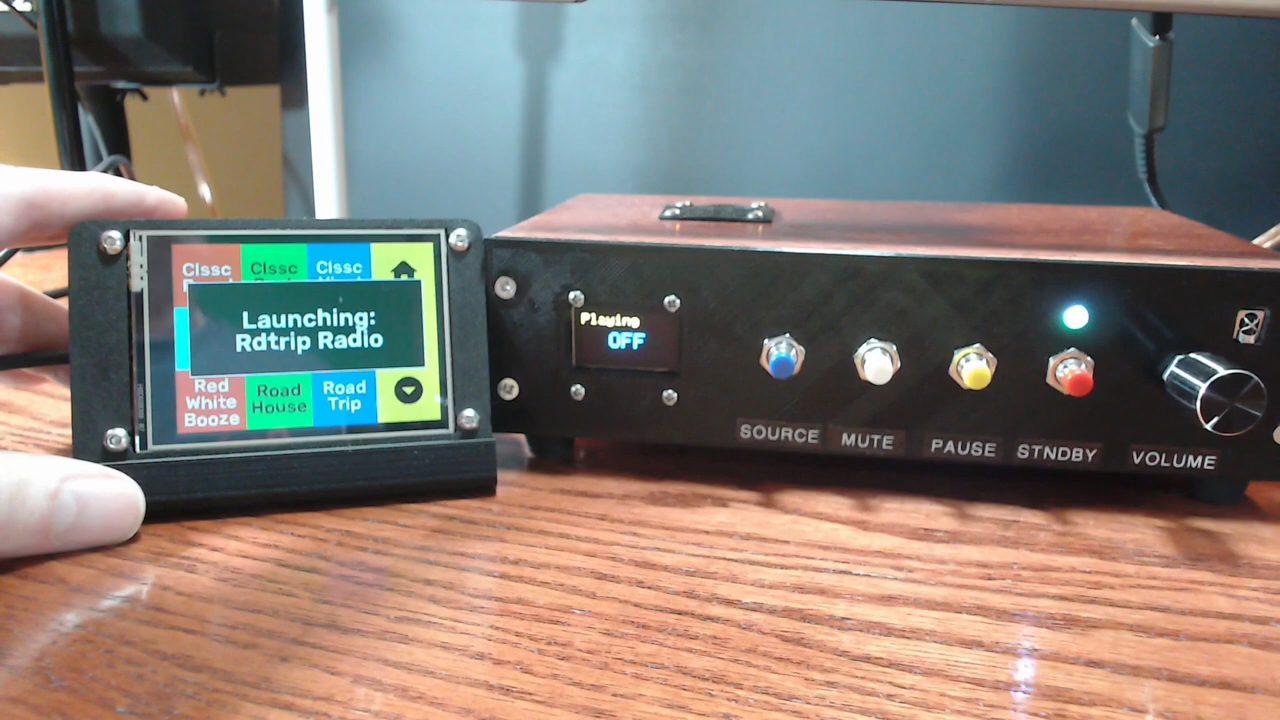 Clssc
Clssc
Clssc
Launching:
Rdtrip Radio
Red
White
Booze
Road
House
Road
Trip
Playing
OFF
SOURCE
MUTE
PAUSE
STNDBY
VOLUME